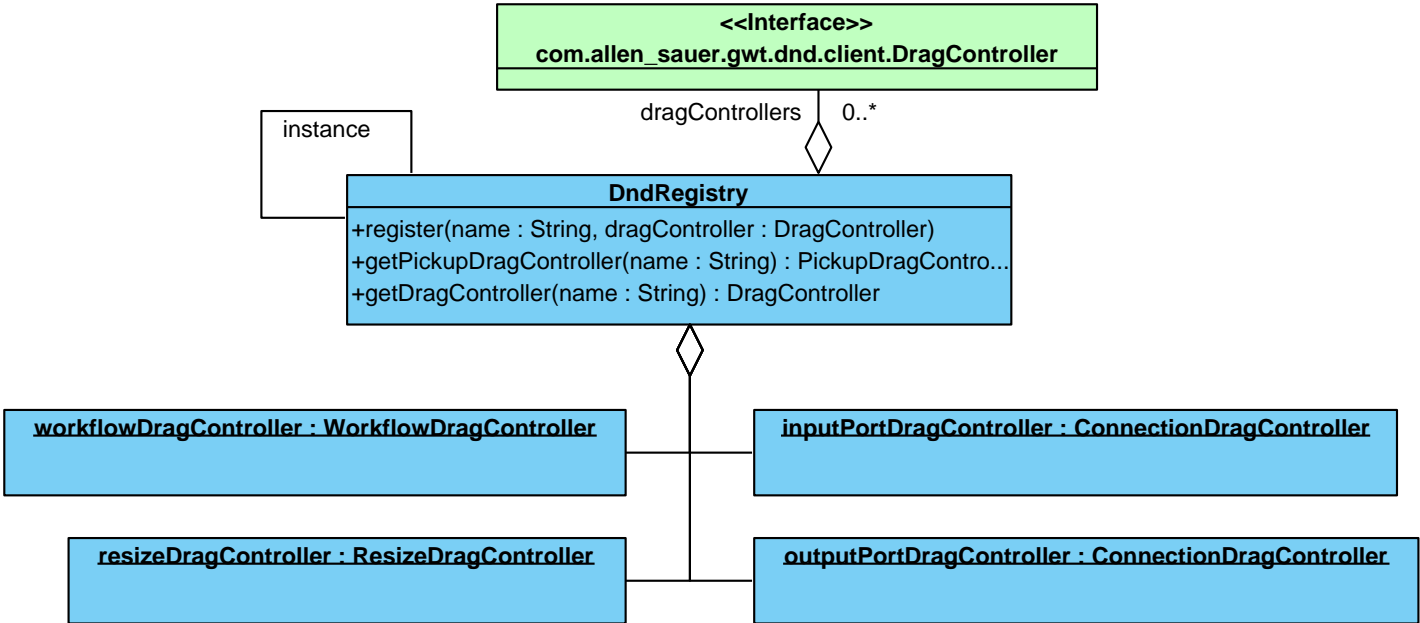 <<Interface>>
com.allen_sauer.gwt.dnd.client.DragController
dragControllers 0..*
instance
DndRegistry
+register(name : String, dragController : DragController)
+getPickupDragController(name : String) : PickupDragContro...
+getDragController(name : String) : DragController
workflowDragController : WorkflowDragController
inputPortDragController : ConnectionDragController
resizeDragController : ResizeDragController
outputPortDragController : ConnectionDragController